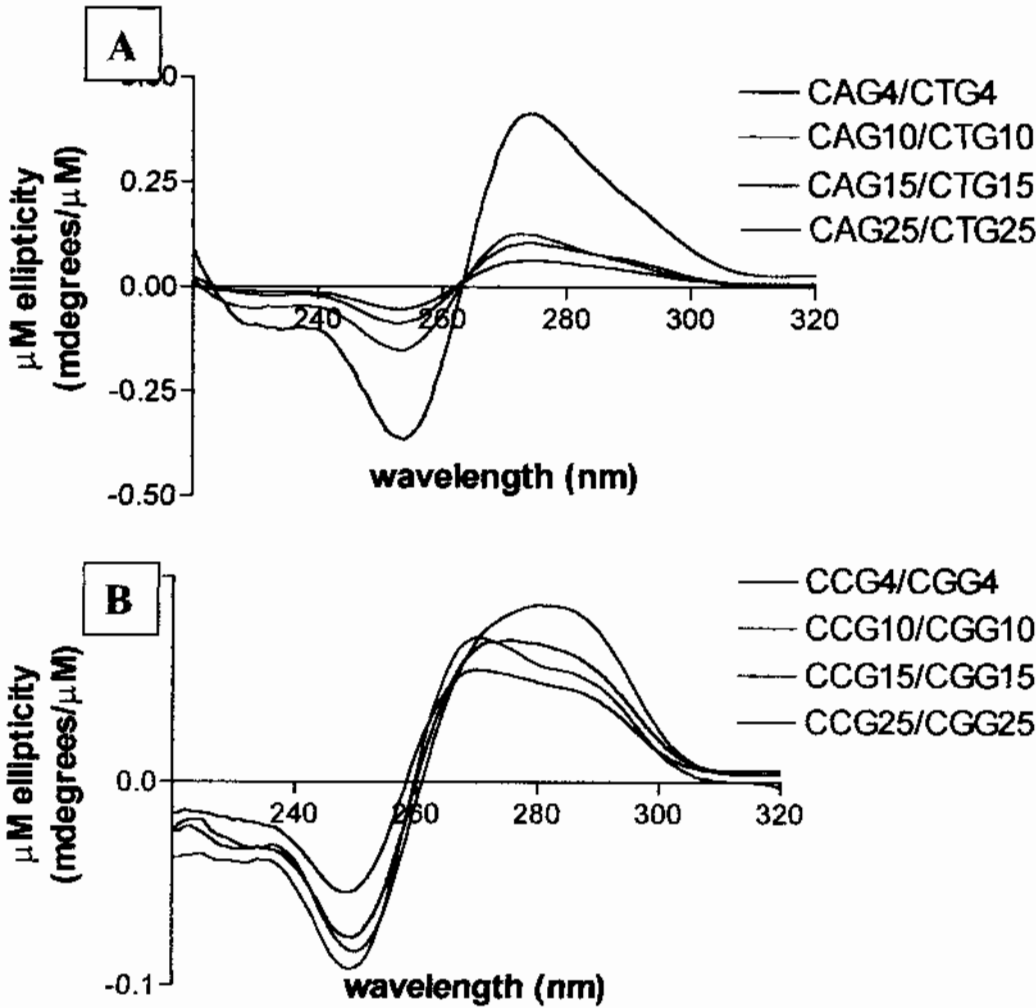 A
CAG4/CTG4
CAG10/CTG10
CAG15/CTG15
CAG25/CTG25
0.25
0.00
-0.25
-0.50
240
260
280
300
320
µM ellipticity
(mdegrees/µM)
wavelength (nm)
B
CCG4/CGG4
CCG10/CGG10
CCG15/CGG15
CCG25/CGG25
0.0
-0.1
240
260
280
300
320
µM ellipticity
(mdegrees/µM)
wavelength (nm)